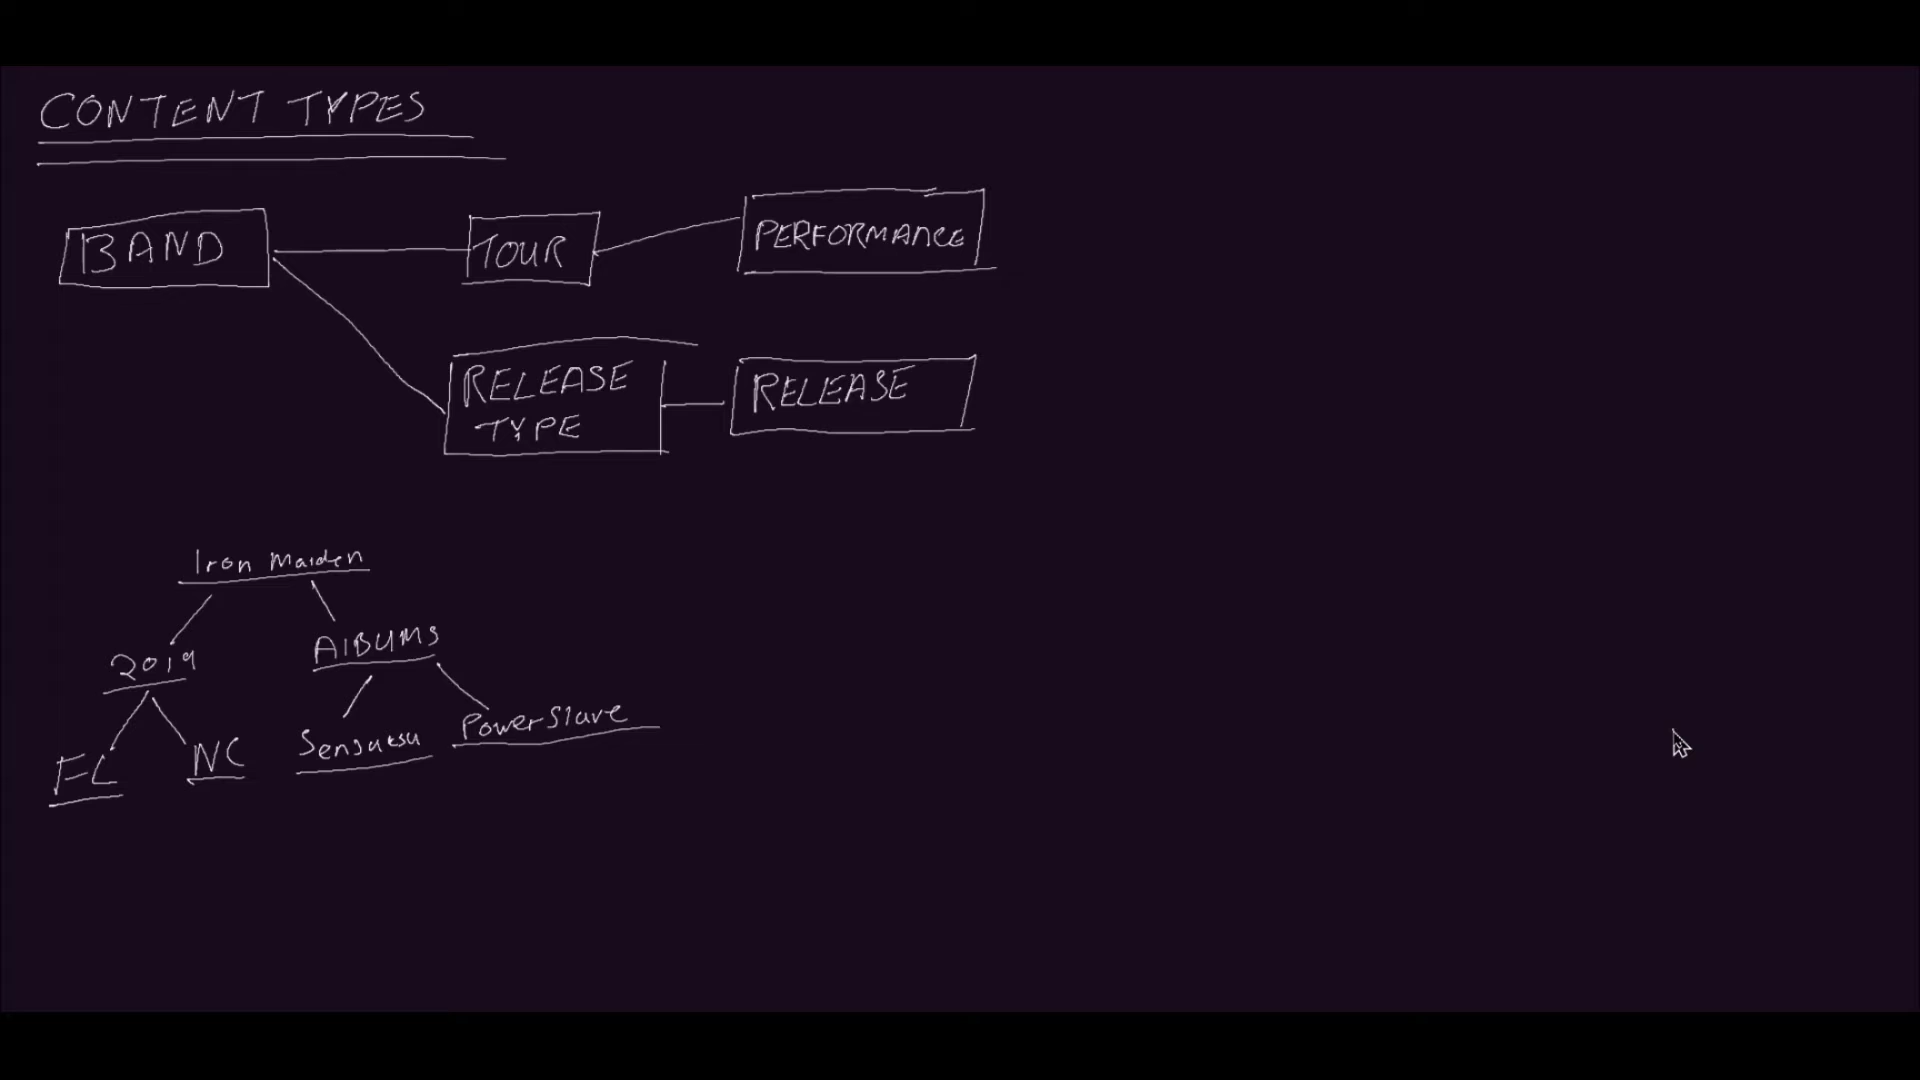 CONTENT TYPES
BAND
TOUR
PERFORMANCE
RELEASE
TYPE
RELEASE
Iron Maiden
2019
AlBUMS
FL
NC
Senjutsu
PowerSlave